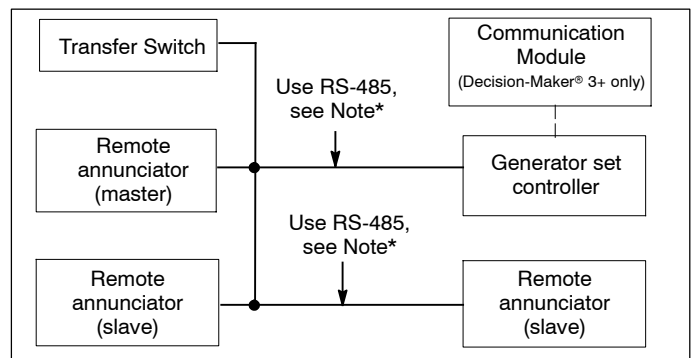 Transfer Switch
Communication
Module
(Decision-Maker® 3+ only)
Use RS-485,
see Note*
Remote
annunciator
(master)
Generator set
controller
Use RS-485,
see Note*
Remote
annunciator
(slave)
Remote
annunciator
(slave)